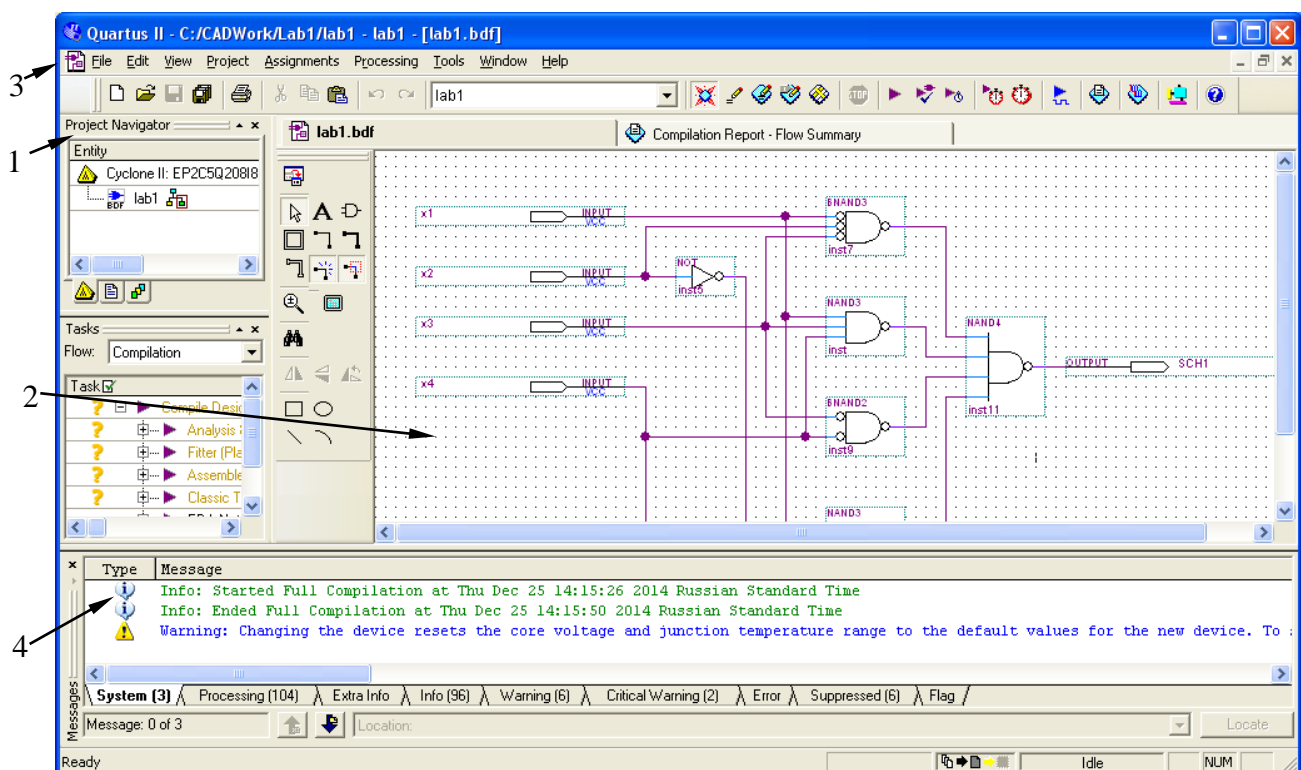 Quartus II - C:/CADWork/Lab1/lab1 - lab1 - [lab1.bdf]
File Edit View Project Assignments Processing Tools Window Help
3
lab1
STOP
Project Navigator
1
Entity
Cyclone II: EP2C5Q208I8
BDF lab1
lab1.bdf
Compilation Report - Flow Summary
A
x1
INPUT
VCC
BNAND3
inst7
x2
INPUT
VCC
NOT
inst5
x3
INPUT
VCC
NAND3
inst
NAND4
inst11
OUTPUT
SCH1
x4
INPUT
VCC
BNAND2
inst9
NAND3
Tasks
Flow: Compilation
Task
Compile Desig
Analysis
Fitter (Pla
Assemble
Classic T
2
Type Message
Info: Started Full Compilation at Thu Dec 25 14:15:26 2014 Russian Standard Time
Info: Ended Full Compilation at Thu Dec 25 14:15:50 2014 Russian Standard Time
Warning: Changing the device resets the core voltage and junction temperature range to the default values for the new device. To
4
System (3) Processing (104) Extra Info Info (96) Warning (6) Critical Warning (2) Error Suppressed (6) Flag
Messages
Message: 0 of 3
Location:
Locate
Ready
Idle
NUM